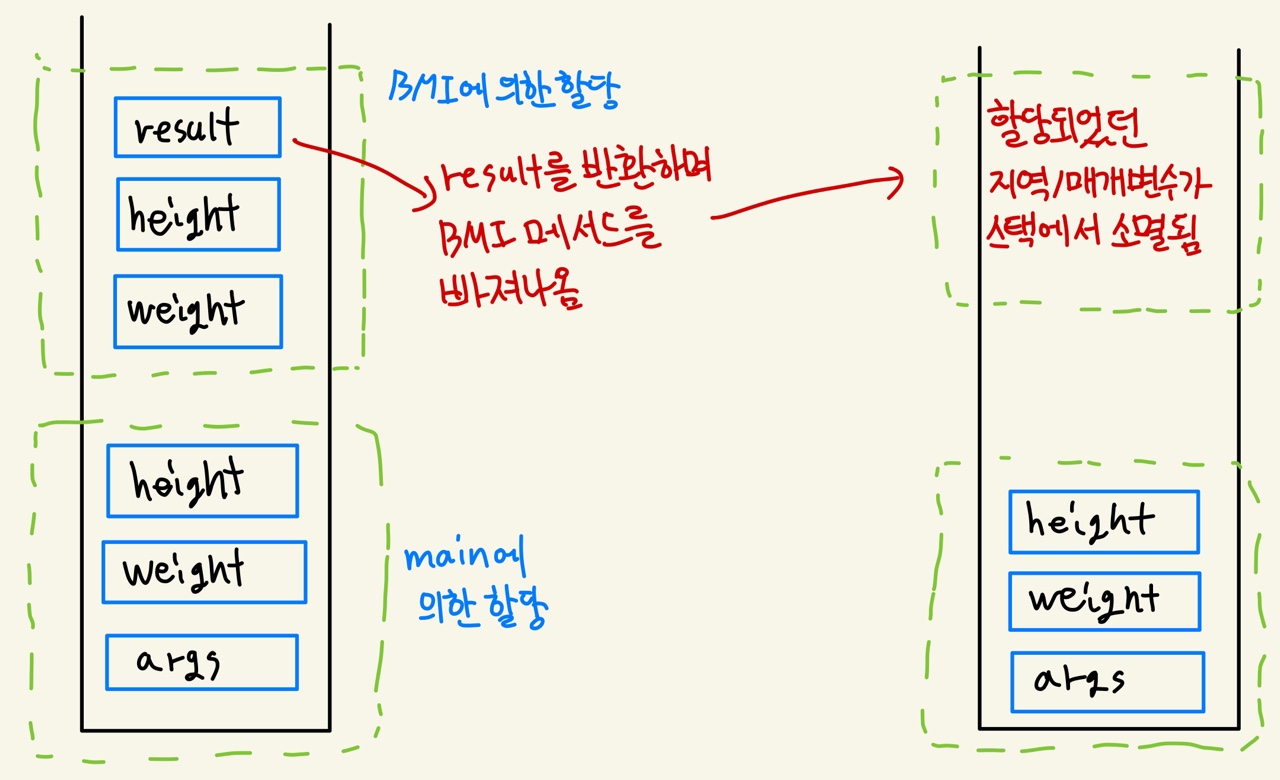 BMI에 의한 할당
result
height
weight
result를 반환하며
BMI 메서드를
빠져나옴
할당되었던
지역/매개변수가
스택에서 소멸됨
height
weight
args
main에
의한 할당
height
weight
args